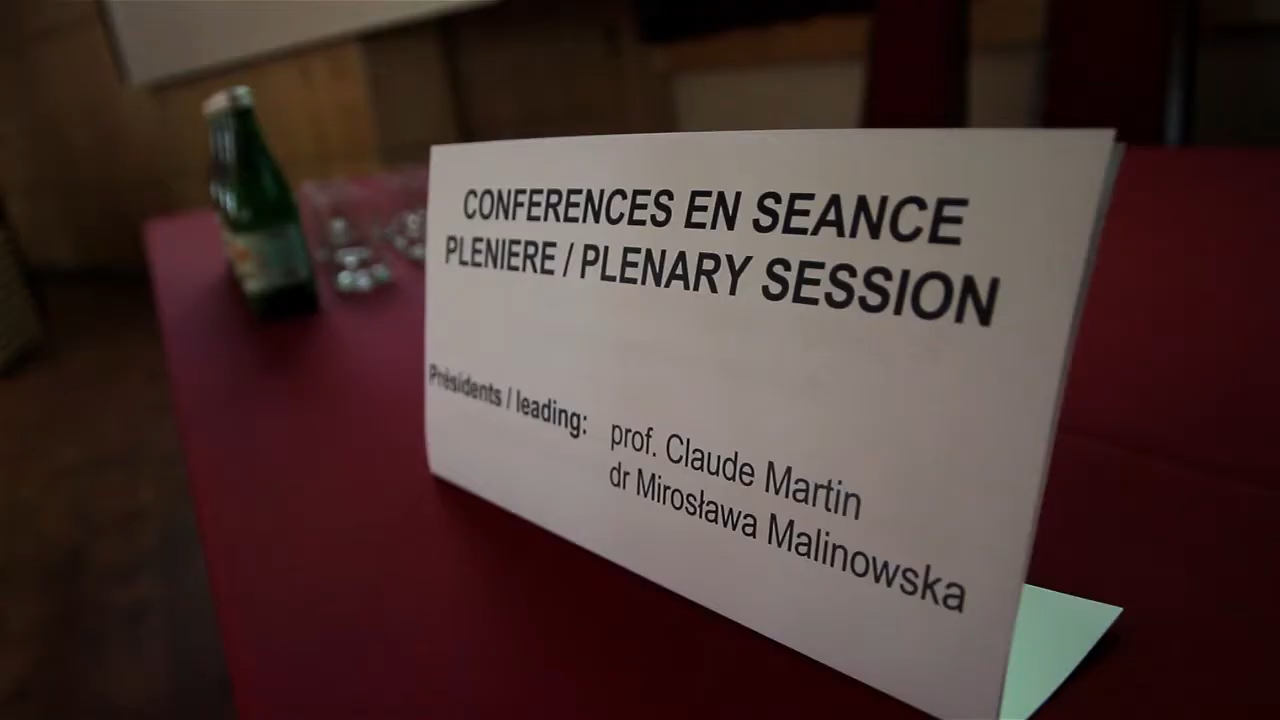 CONFERENCES EN SEANCE
PLENIERE / PLENARY SESSION
Présidents / leading: prof. Claude Martin
dr Mirosława Malinowska